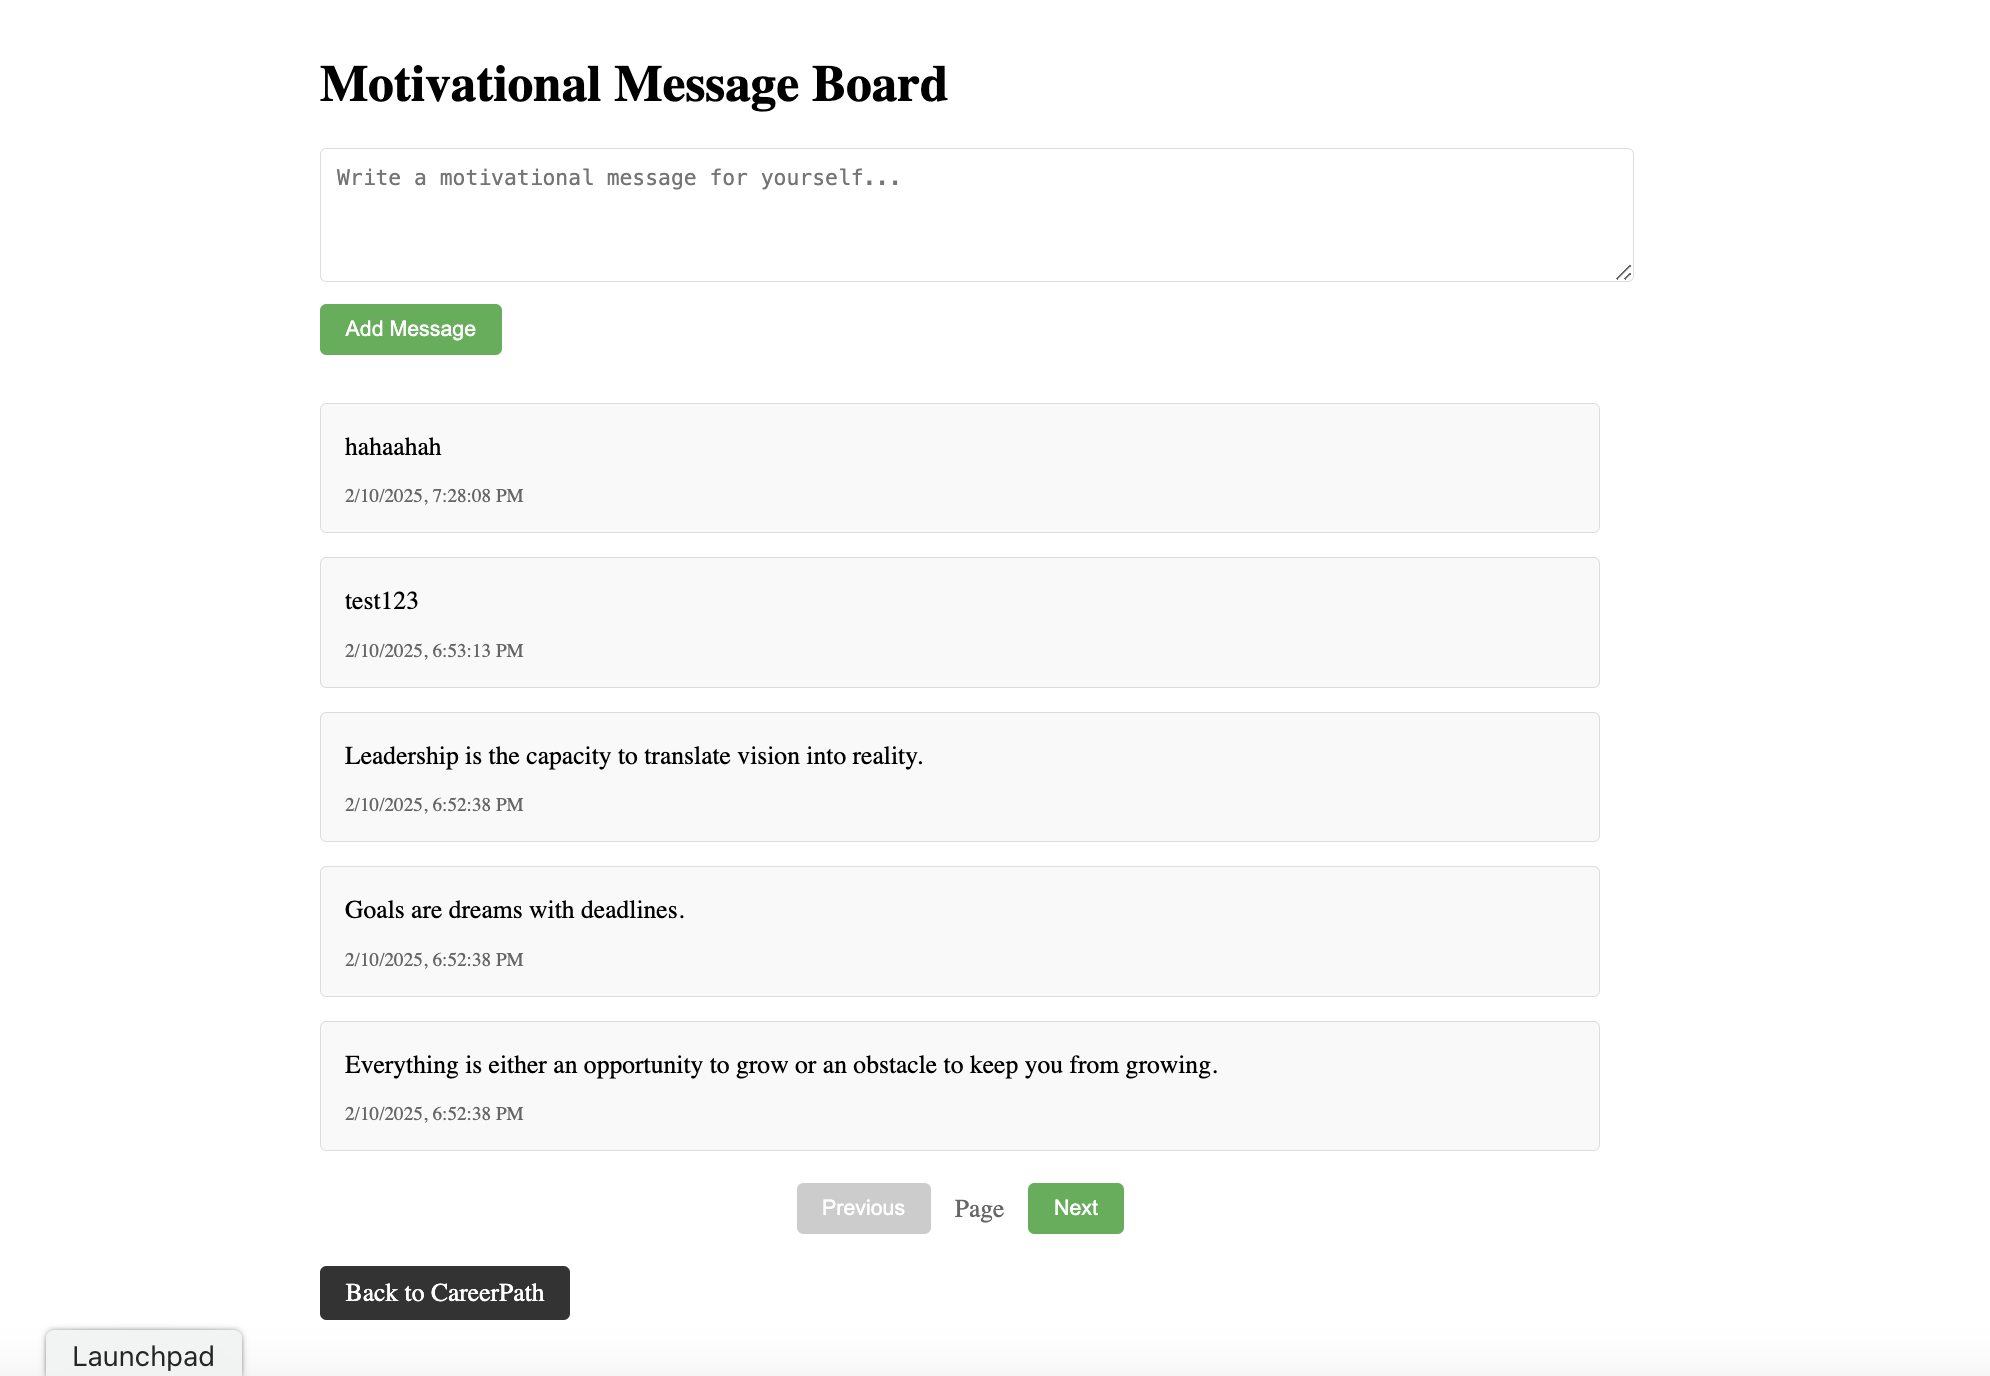 Motivational Message Board
Write a motivational message for yourself...
Add Message
hahaahah
2/10/2025, 7:28:08 PM
test123
2/10/2025, 6:53:13 PM
Leadership is the capacity to translate vision into reality.
2/10/2025, 6:52:38 PM
Goals are dreams with deadlines.
2/10/2025, 6:52:38 PM
Everything is either an opportunity to grow or an obstacle to keep you from growing.
2/10/2025, 6:52:38 PM
Previous Page Next
Back to CareerPath
Launchpad